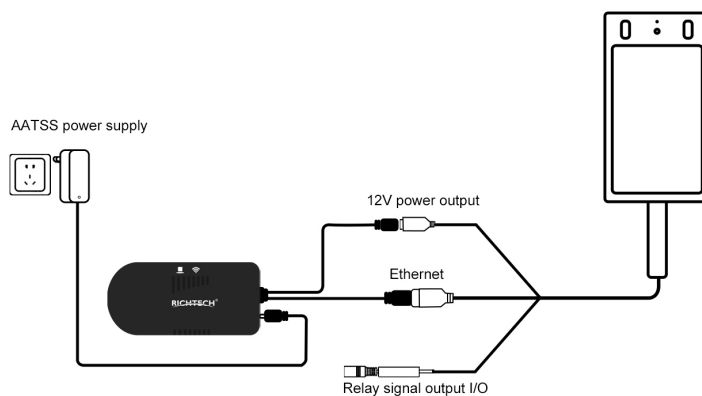 AATSS power supply
12V power output
Ethernet
RICHTECH®
Relay signal output I/O